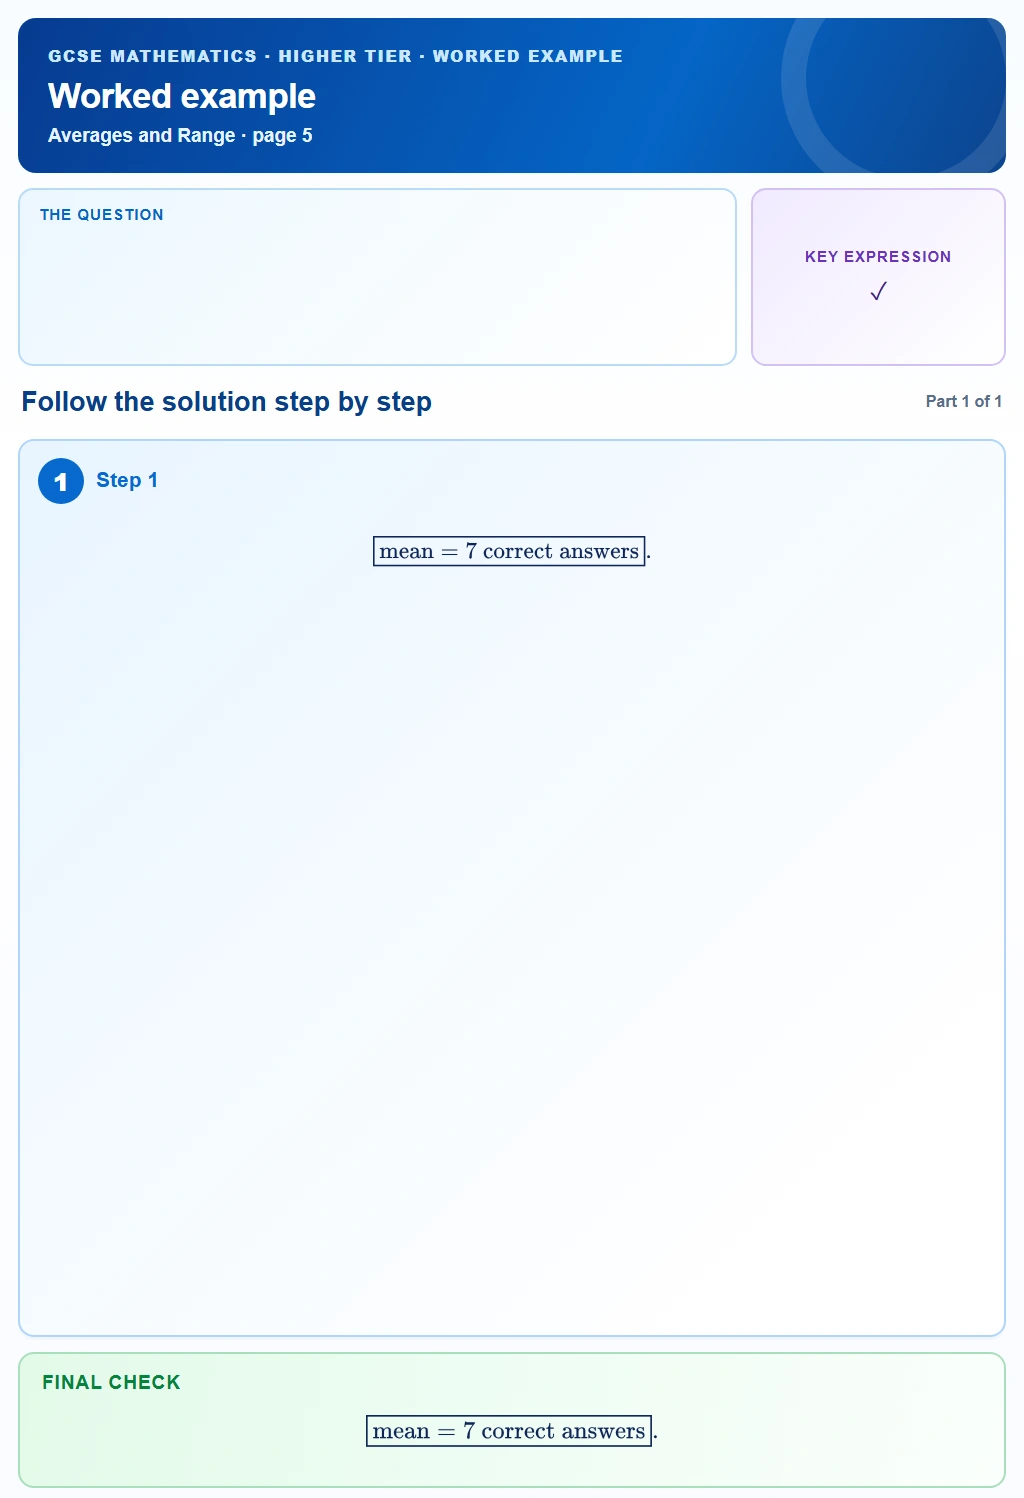 GCSE MATHEMATICS · HIGHER TIER · WORKED EXAMPLE
Worked example
Averages and Range · page 5
THE QUESTION
KEY EXPRESSION
✓
Follow the solution step by step
Part 1 of 1
1 Step 1
mean = 7 correct answers.
FINAL CHECK
mean = 7 correct answers.